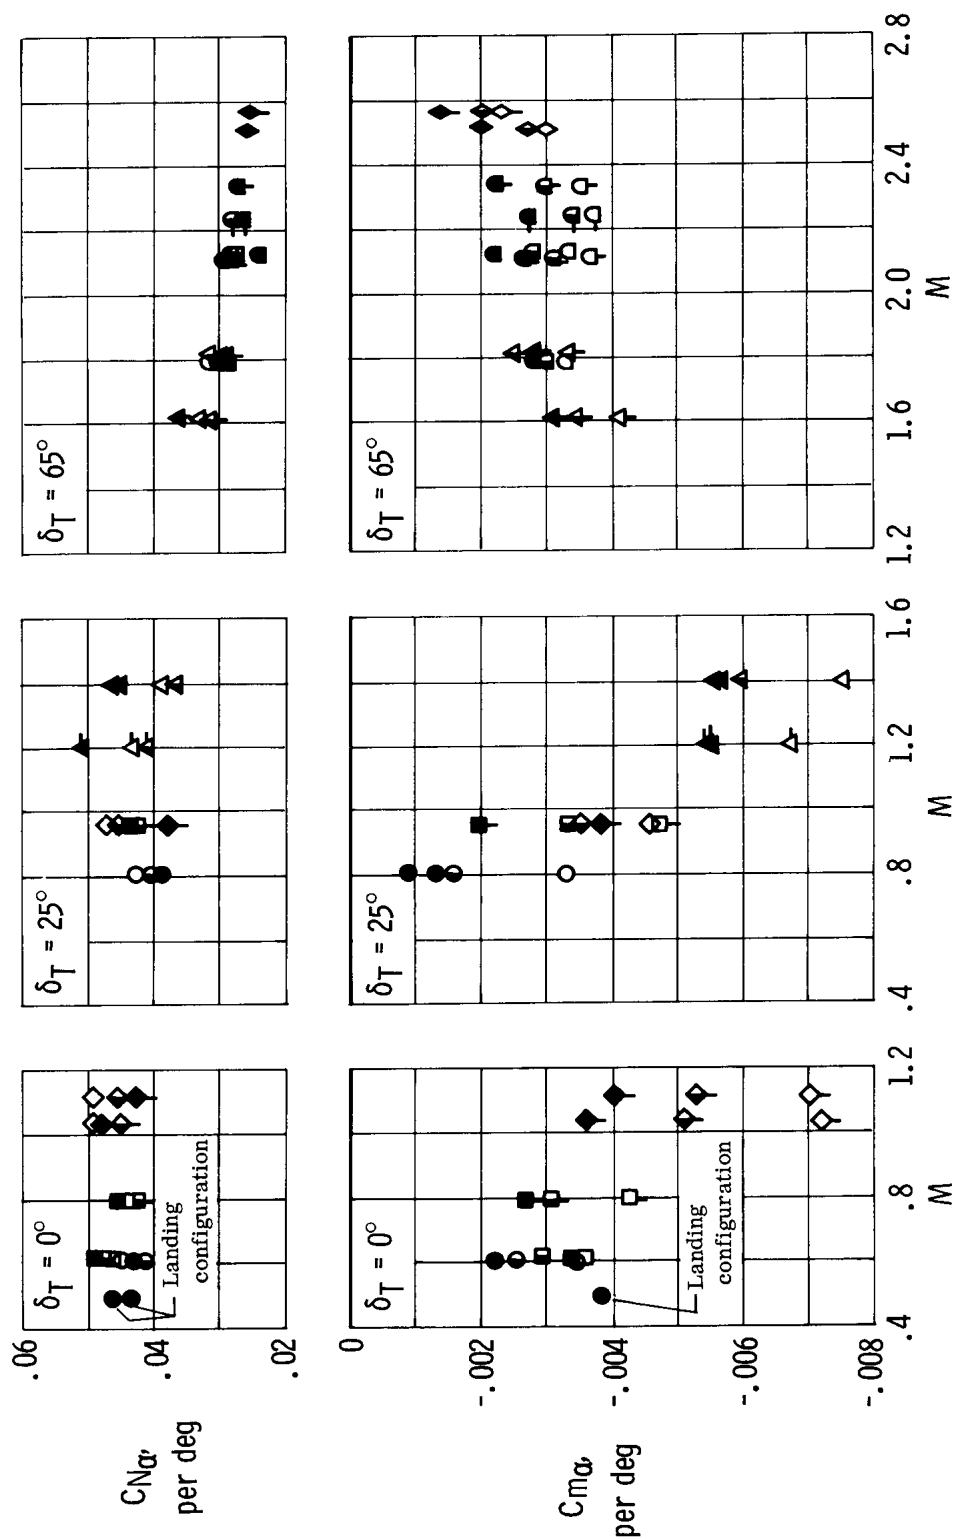 .06
.04
.02
CNα,
per deg
δT = 0°
Landing
configuration
δT = 25°
δT = 65°
0
-.002
-.004
-.006
-.008
Cmα,
per deg
δT = 0°
Landing
configuration
δT = 25°
δT = 65°
.4
.8
1.2
M
.4
.8
1.2
1.6
M
1.2
1.6
2.0
2.4
2.8
M